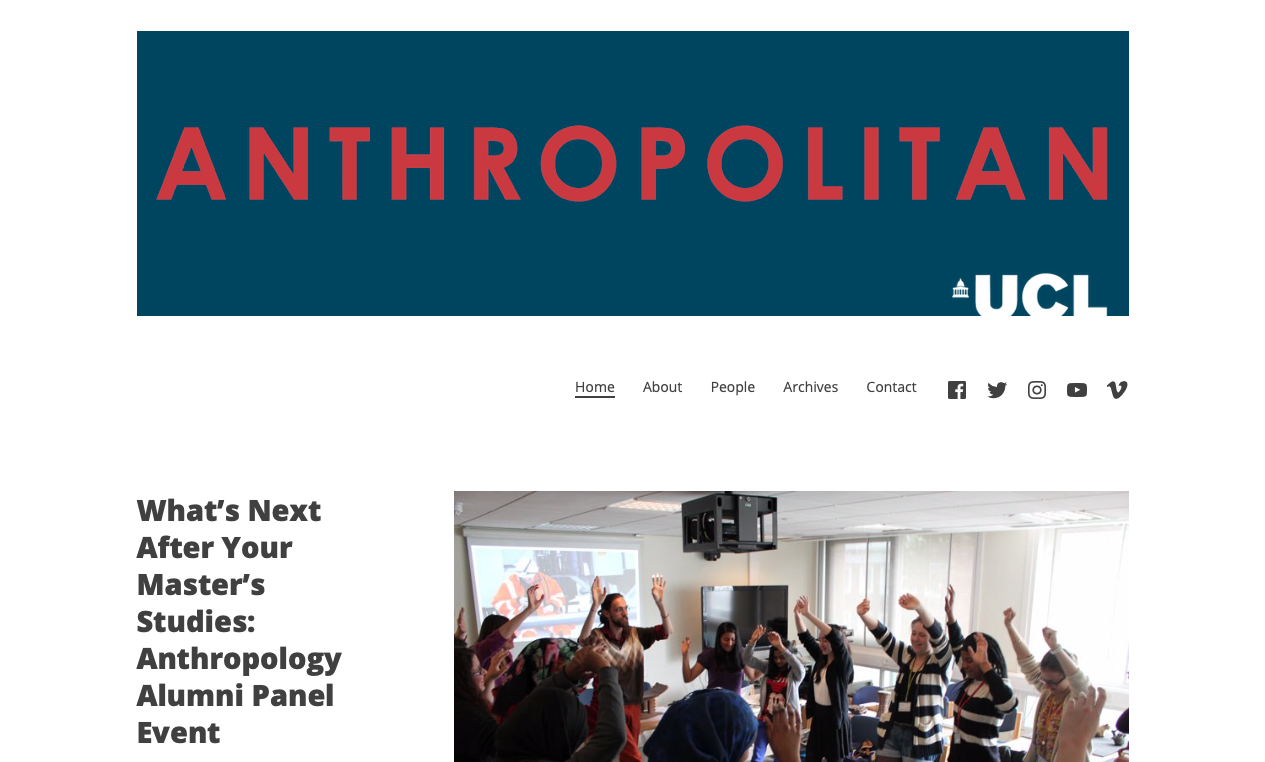 ANTHROPOLITAN
UCL
Home About People Archives Contact
What’s Next
After Your
Master’s
Studies:
Anthropology
Alumni Panel
Event